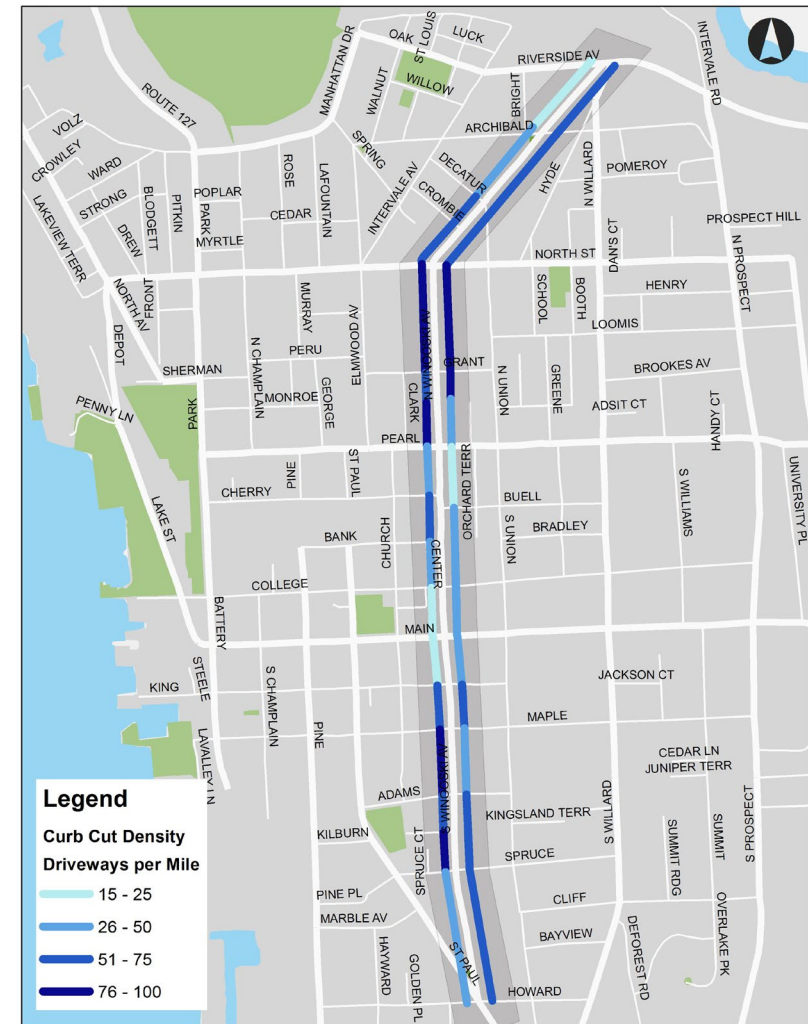 ST LOUIS
LUCK
OAK
MANHATTAN DR
RIVERSIDE AV
INTERVALE RD
WALNUT
WILLOW
BRIGHT
ROUTE 127
ARCHIBALD
VOLZ
CROWLEY
SPRING
WARD
ROSE
LAFOUNTAIN
INTERVALE AV
DECATUR
HYDE
N WILLARD
POMEROY
LAKEVIEW TERR
STRONG
BLODGETT
PITKIN
POPLAR
CROMBIE
PARK
CEDAR
DREW
MYRTLE
DAN'S CT
PROSPECT HILL
N PROSPECT
NORTH ST
NORTH AV
FRONT
MURRAY
ELMWOOD AV
SCHOOL
BOOTH
HENRY
DEPOT
N CHAMPLAIN
N WINOOSKI AV
LOOMIS
PERU
GRANT
SHERMAN
GEORGE
CLARK
N UNION
GREENE
BROOKES AV
PENNY LN
PARK
MONROE
ADSIT CT
HANDY CT
PEARL
LAKE ST
PINE
ST PAUL
ORCHARD TERR
CHERRY
BUELL
S WILLIAMS
UNIVERSITY PL
BANK
CHURCH
CENTER
S UNION
BRADLEY
COLLEGE
BATTERY
MAIN
STEELE
S CHAMPLAIN
KING
JACKSON CT
PINE
MAPLE
LAVALLEY LN
S WINOOSKI AV
CEDAR LN
JUNIPER TERR
ADAMS
S WILLARD
S PROSPECT
KINGSLAND TERR
KILBURN
SPRUCE CT
SUMMIT RDG
SUMMIT
SPRUCE
PINE PL
CLIFF
OVERLAKE PK
MARBLE AV
BAYVIEW
DEFOREST RD
HAYWARD
GOLDEN PL
ST PAUL
HOWARD
Legend
Curb Cut Density
Driveways per Mile
15 - 25
26 - 50
51 - 75
76 - 100